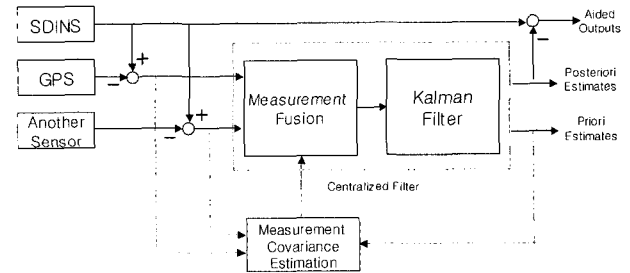 SDINS
Aided
Outputs
+
GPS
−
−
Posteriori
Estimates
Measurement
Fusion
Kalman
Filter
Another
Sensor
+
−
Priori
Estimates
Centralized Filter
Measurement
Covariance
Estimation